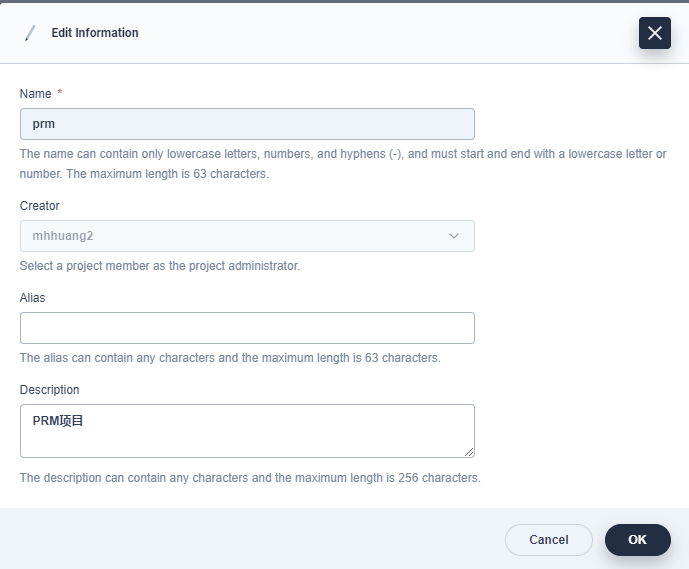 Edit Information
Name *
prm
The name can contain only lowercase letters, numbers, and hyphens (-), and must start and end with a lowercase letter or
number. The maximum length is 63 characters.
Creator
mhhuang2
Select a project member as the project administrator.
Alias
The alias can contain any characters and the maximum length is 63 characters.
Description
PRM项目
The description can contain any characters and the maximum length is 256 characters.
Cancel
OK